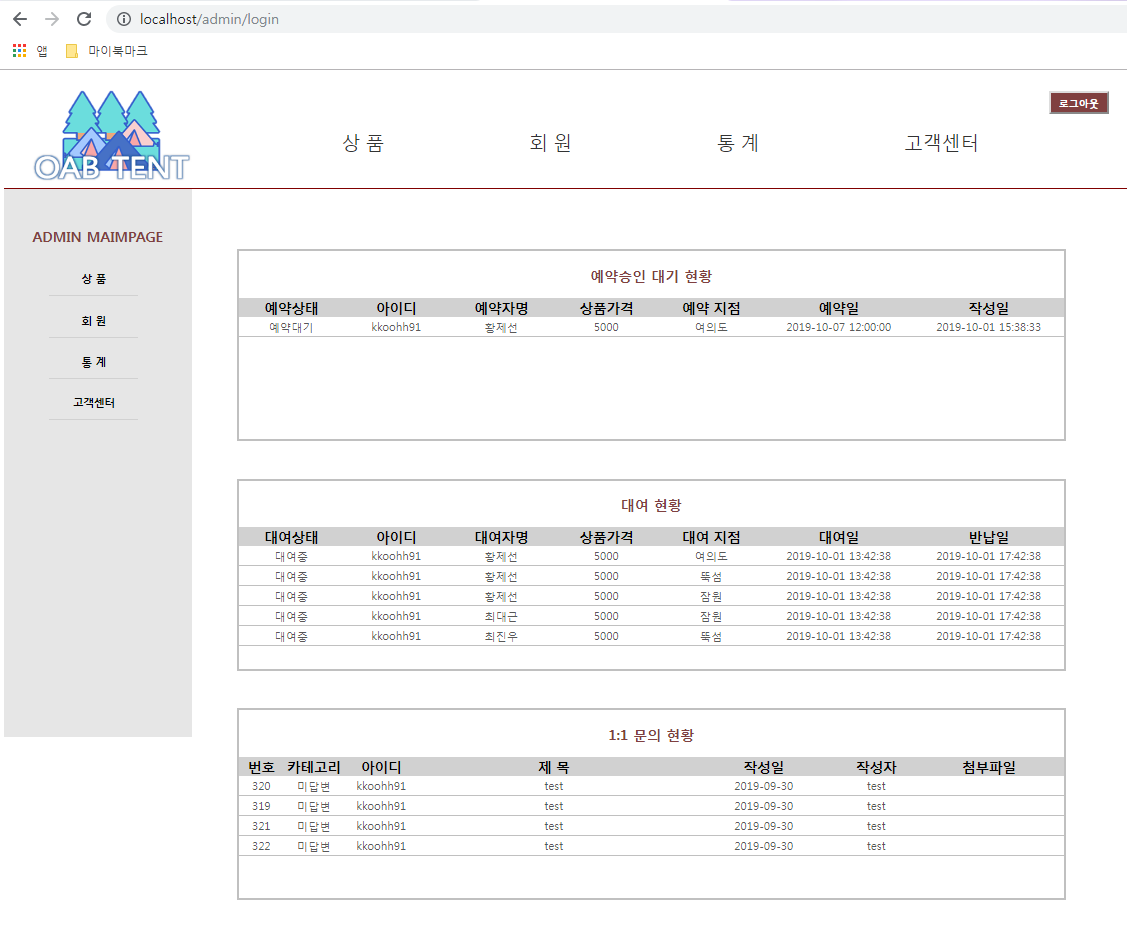 localhost/admin/login
앱 마이북마크
로그아웃
OAB TENT
상 품 회 원 통 계 고객센터
ADMIN MAIMPAGE
상 품
회 원
통 계
고객센터
예약승인 대기 현황
예약상태 아이디 예약자명 상품가격 예약 지점 예약일 작성일
예약대기 kkoohh91 황제선 5000 여의도 2019-10-07 12:00:00 2019-10-01 15:38:33
대여 현황
대여상태 아이디 대여자명 상품가격 대여 지점 대여일 반납일
대여중 kkoohh91 황제선 5000 여의도 2019-10-01 13:42:38 2019-10-01 17:42:38
대여중 kkoohh91 황제선 5000 뚝섬 2019-10-01 13:42:38 2019-10-01 17:42:38
대여중 kkoohh91 황제선 5000 잠원 2019-10-01 13:42:38 2019-10-01 17:42:38
대여중 kkoohh91 최대근 5000 잠원 2019-10-01 13:42:38 2019-10-01 17:42:38
대여중 kkoohh91 최진우 5000 뚝섬 2019-10-01 13:42:38 2019-10-01 17:42:38
1:1 문의 현황
번호 카테고리 아이디 제 목 작성일 작성자 첨부파일
320 미답변 kkoohh91 test 2019-09-30 test
319 미답변 kkoohh91 test 2019-09-30 test
321 미답변 kkoohh91 test 2019-09-30 test
322 미답변 kkoohh91 test 2019-09-30 test